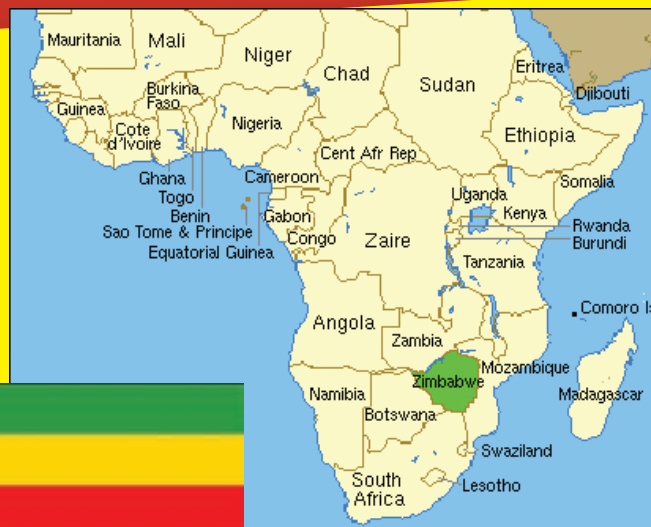 Mauritania
Mali
Niger
Chad
Sudan
Eritrea
Djibouti
Guinea
Burkina
Faso
Cote
d'Ivoire
Nigeria
Ethiopia
Cent Afr Rep
Ghana
Togo
Benin
Sao Tome & Principe
Equatorial Guinea
Cameroon
Gabon
Congo
Zaire
Uganda
Kenya
Somalia
Rwanda
Burundi
Tanzania
Comoro Is
Angola
Zambia
Zimbabwe
Mozambique
Madagascar
Namibia
Botswana
Swaziland
South
Africa
Lesotho